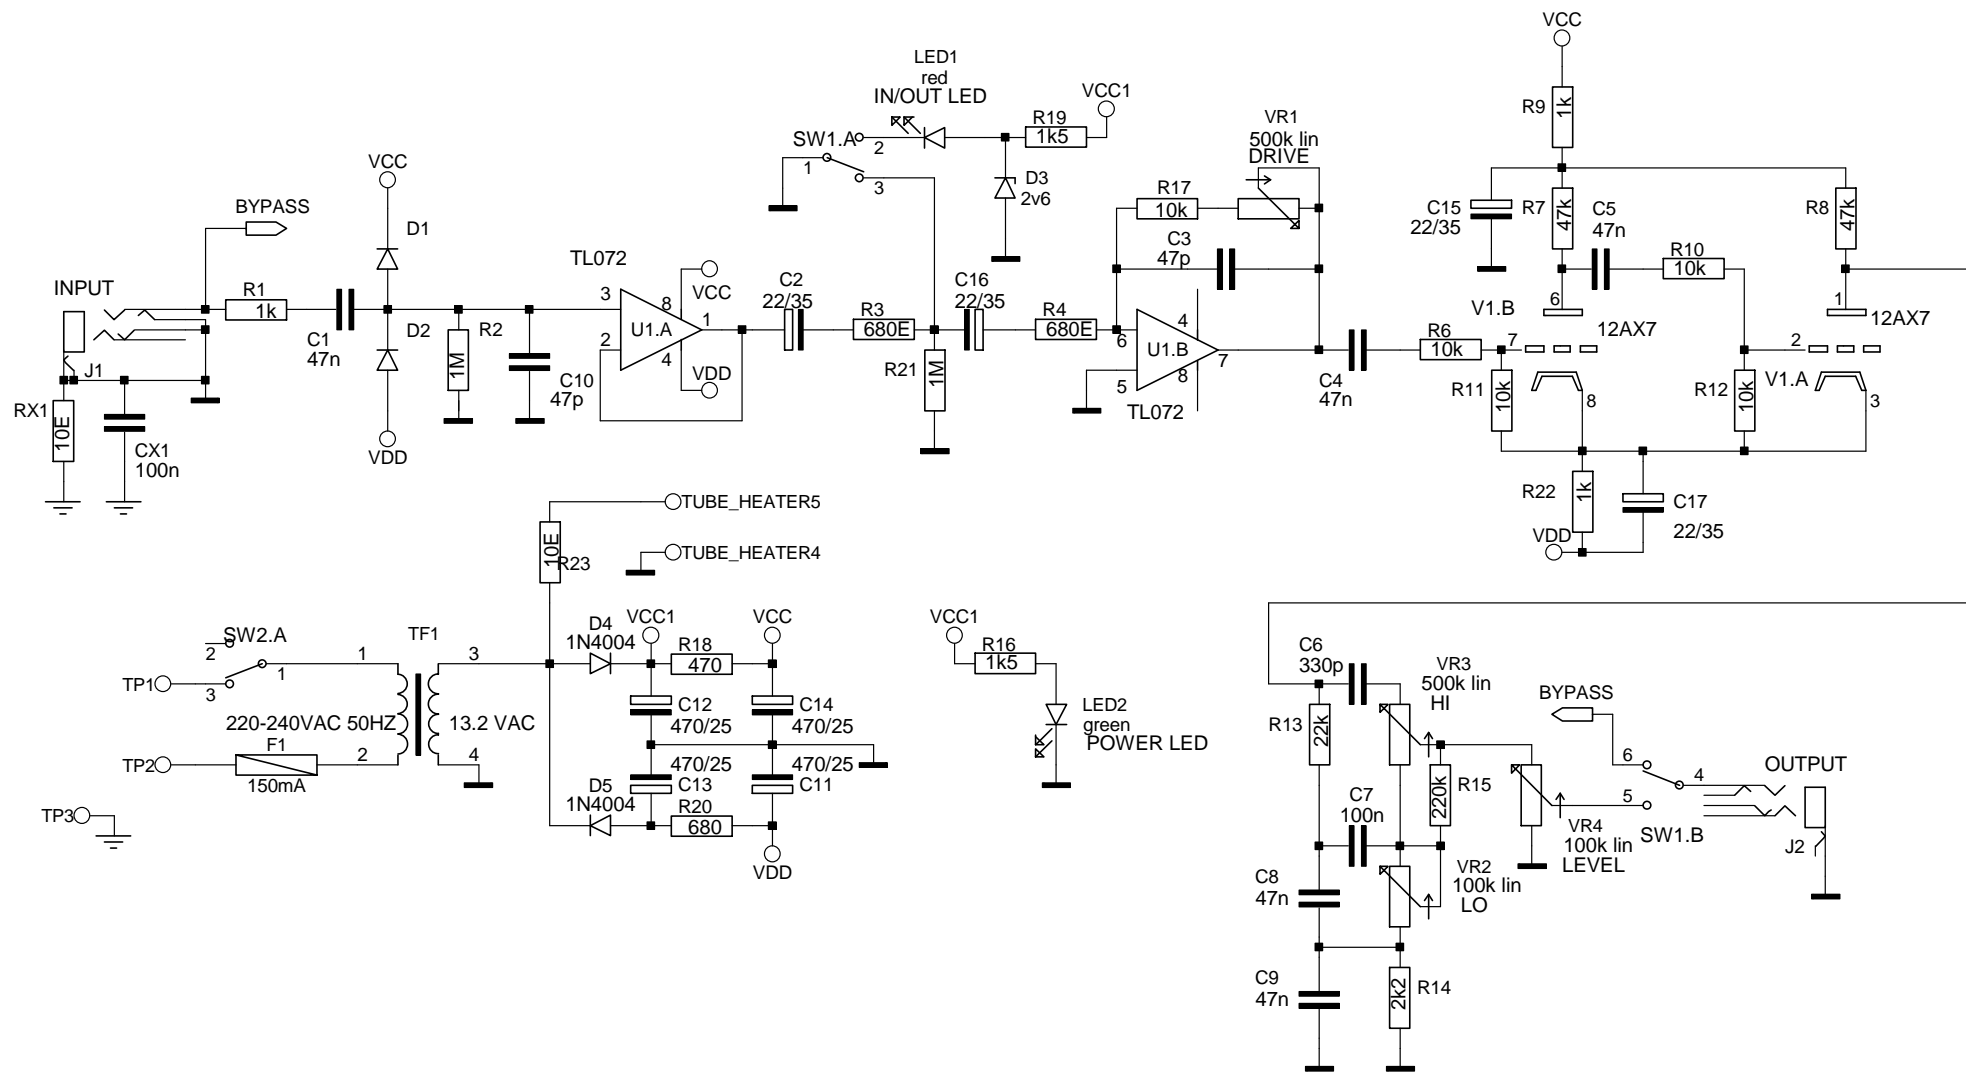 VCC
LED1
red
IN/OUT LED
VCC1
R19
1k5
SW1.A
2
1
3
D3
2v6
VR1
500k lin
DRIVE
R17
10k
C3
47p
R9
1k
C15
22/35
R7
47k
C5
47n
R10
10k
R8
47k
VCC
BYPASS
D1
INPUT
R1
1k
C1
47n
D2
R2
1M
C10
47p
J1
RX1
10E
CX1
100n
VDD
TL072
3
8
VCC
U1.A
1
2
4
VDD
C2
22/35
R3
680E
C16
22/35
R4
680E
R21
1M
6
4
U1.B
7
5
8
TL072
C4
47n
R6
10k
V1.B
6
12AX7
7
R11
10k
8
R12
10k
1
12AX7
2
V1.A
3
R22
1k
C17
22/35
VDD
TUBE_HEATER5
10E
R23
TUBE_HEATER4
SW2.A
2
1
3
TP1
TP2
TP3
TF1
1
3
220-240VAC 50HZ
13.2 VAC
F1
150mA
2
4
D4
1N4004
VCC1
R18
470
VCC
C12
470/25
C14
470/25
470/25
C13
470/25
C11
D5
1N4004
R20
680
VDD
VCC1
R16
1k5
LED2
green
POWER LED
C6
330p
VR3
500k lin
HI
R13
22k
C7
100n
R15
220k
VR2
100k lin
LO
C8
47n
C9
47n
R14
2k2
BYPASS
6
4
5
SW1.B
VR4
100k lin
LEVEL
OUTPUT
J2